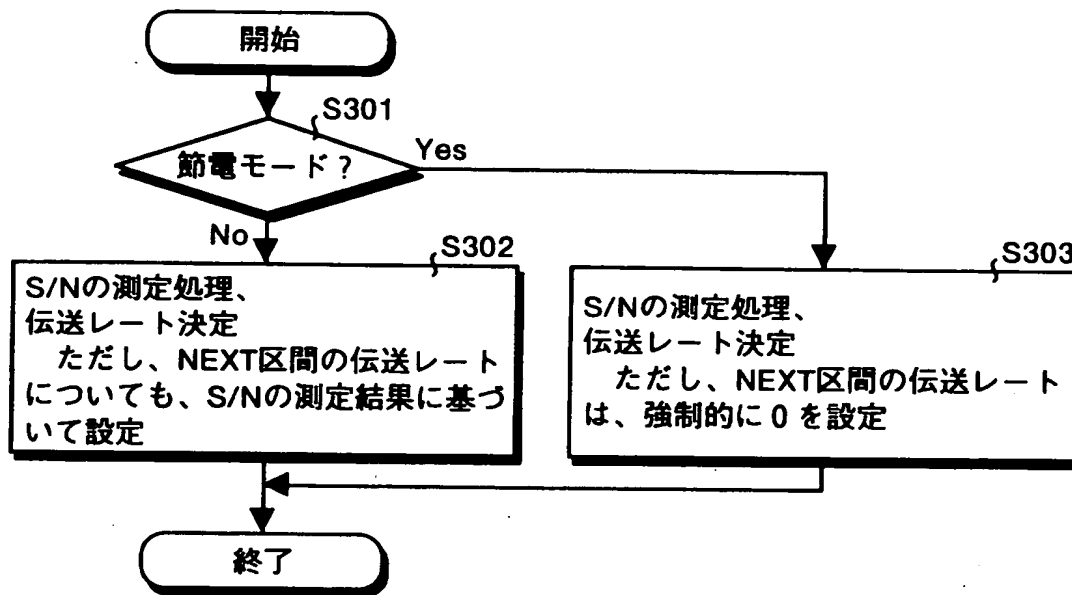 開始
S301
節電モード?
Yes
No
S302
S/Nの測定処理、
伝送レート決定
　ただし、NEXT区間の伝送レート
についても、S/Nの測定結果に基づ
いて設定
S303
S/Nの測定処理、
伝送レート決定
　ただし、NEXT区間の伝送レート
は、強制的に0を設定
終了